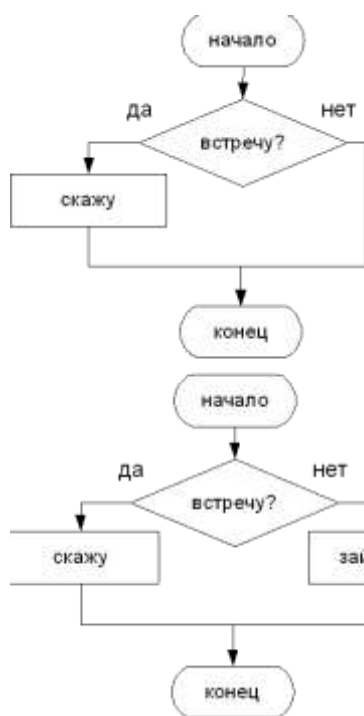 начало
да
нет
встречу?
скажу
конец
начало
да
нет
встречу?
скажу
конец